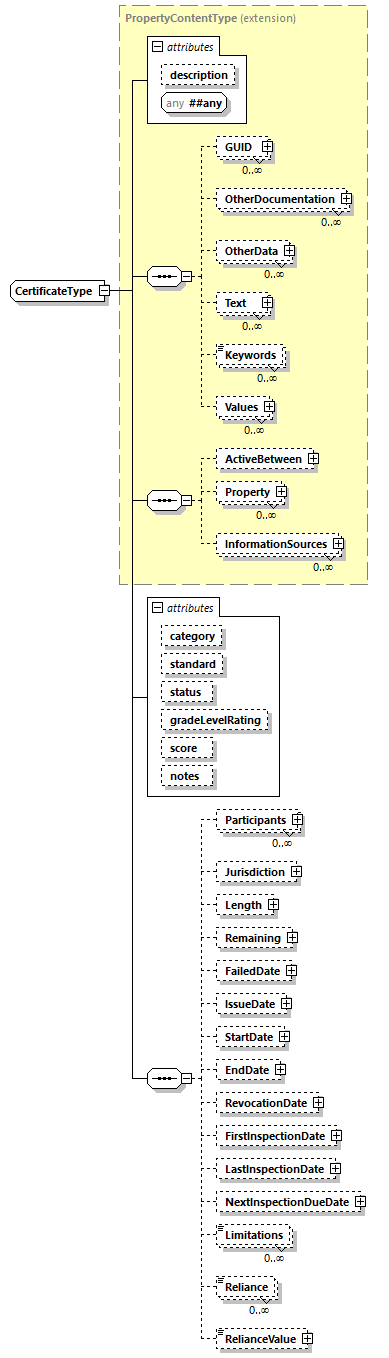 PropertyContentType (extension)
attributes
description
any ##any
GUID
0..∞
OtherDocumentation
0..∞
OtherData
0..∞
CertificateType
Text
0..∞
Keywords
0..∞
Values
0..∞
ActiveBetween
Property
0..∞
InformationSources
0..∞
attributes
category
standard
status
gradeLevelRating
score
notes
Participants
0..∞
Jurisdiction
Length
Remaining
FailedDate
IssueDate
StartDate
EndDate
RevocationDate
FirstInspectionDate
LastInspectionDate
NextInspectionDueDate
Limitations
0..∞
Reliance
0..∞
RelianceValue